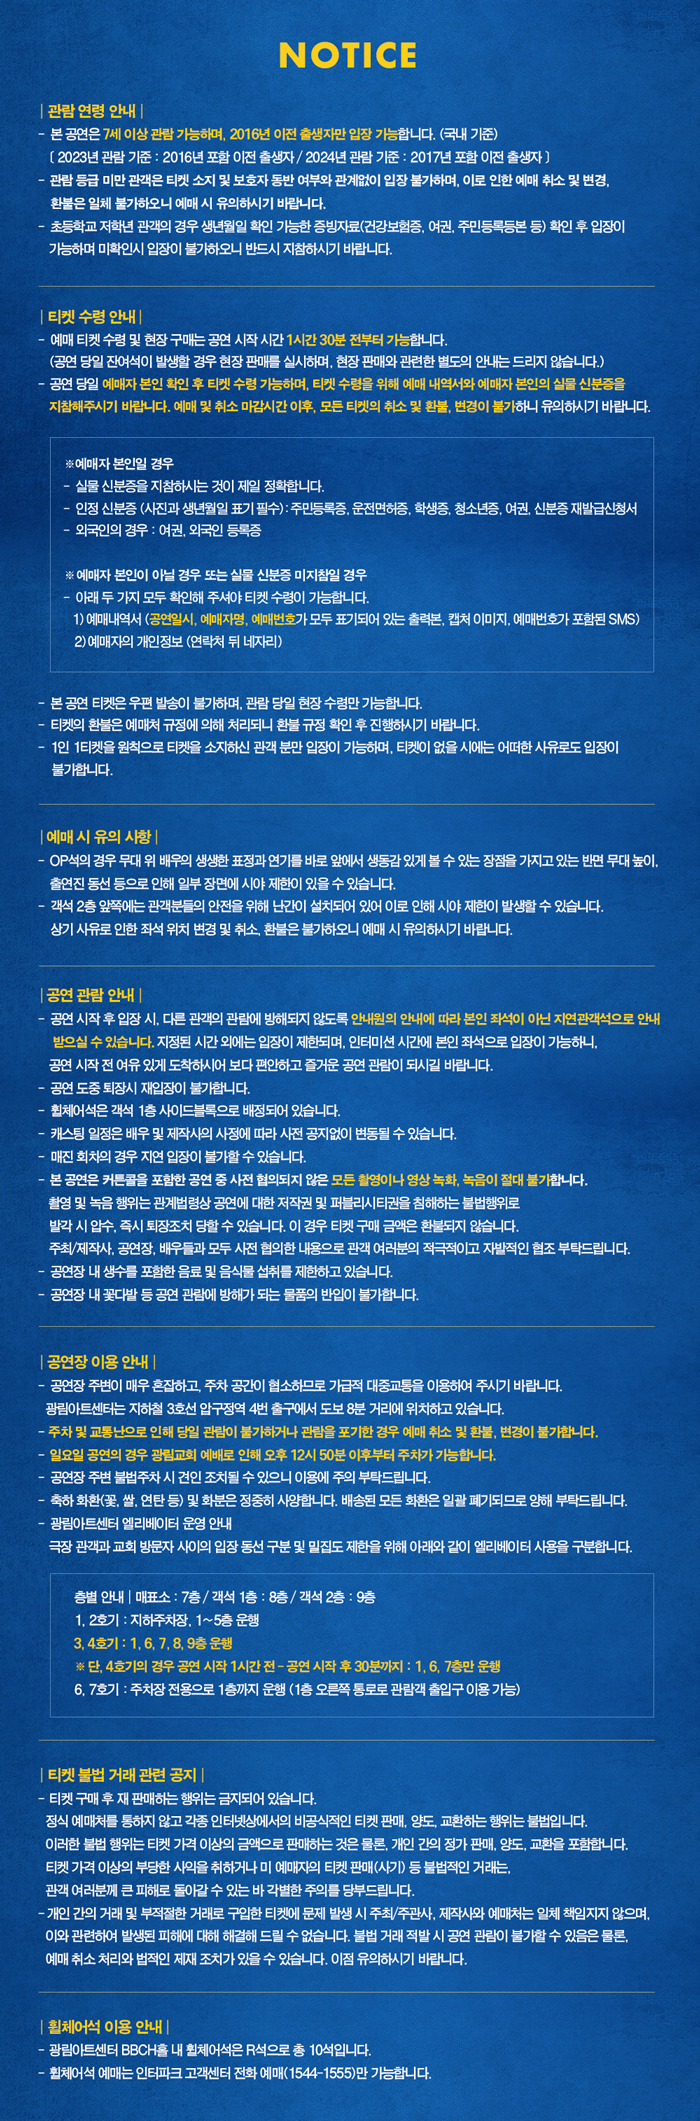 NOTICE
| 관람 연령 안내 |
- 본 공연은 7세 이상 관람 가능하며, 2016년 이전 출생자만 입장 가능합니다. (국내 기준)
〔 2023년 관람 기준 : 2016년 포함 이전 출생자 / 2024년 관람 기준 : 2017년 포함 이전 출생자 〕
- 관람 등급 미만 관객은 티켓 소지 및 보호자 동반 여부와 관계없이 입장 불가하며, 이로 인한 예매 취소 및 변경,
환불은 일체 불가하오니 예매 시 유의하시기 바랍니다.
- 초등학교 저학년 관객의 경우 생년월일 확인 가능한 증빙자료(건강보험증, 여권, 주민등록등본 등) 확인 후 입장이
가능하며 미확인시 입장이 불가하오니 반드시 지참하시기 바랍니다.
| 티켓 수령 안내 |
- 예매 티켓 수령 및 현장 구매는 공연 시작 시간 1시간 30분 전부터 가능합니다.
(공연 당일 잔여석이 발생할 경우 현장 판매를 실시하며, 현장 판매와 관련한 별도의 안내는 드리지 않습니다.)
- 공연 당일 예매자 본인 확인 후 티켓 수령 가능하며, 티켓 수령을 위해 예매 내역서와 예매자 본인의 실물 신분증을
지참해주시기 바랍니다. 예매 및 취소 마감시간 이후, 모든 티켓의 취소 및 환불, 변경이 불가하니 유의하시기 바랍니다.
※예매자 본인일 경우
- 실물 신분증을 지참하시는 것이 제일 정확합니다.
- 인정 신분증 (사진과 생년월일 표기 필수) : 주민등록증, 운전면허증, 학생증, 청소년증, 여권, 신분증 재발급신청서
- 외국인의 경우 : 여권, 외국인 등록증
※예매자 본인이 아닐 경우 또는 실물 신분증 미지참일 경우
- 아래 두 가지 모두 확인해 주셔야 티켓 수령이 가능합니다.
1) 예매내역서 (공연일시, 예매자명, 예매번호가 모두 표기되어 있는 출력본, 캡처 이미지, 예매번호가 포함된 SMS)
2) 예매자의 개인정보 (연락처 뒤 네자리)
- 본 공연 티켓은 우편 발송이 불가하며, 관람 당일 현장 수령만 가능합니다.
- 티켓의 환불은 예매처 규정에 의해 처리되니 환불 규정 확인 후 진행하시기 바랍니다.
- 1인 1티켓을 원칙으로 티켓을 소지하신 관객 분만 입장이 가능하며, 티켓이 없을 시에는 어떠한 사유로도 입장이
불가합니다.
| 예매 시 유의 사항 |
- OP석의 경우 무대 위 배우의 생생한 표정과 연기를 바로 앞에서 생동감 있게 볼 수 있는 장점을 가지고 있는 반면 무대 높이,
출연진 동선 등으로 인해 일부 장면에 시야 제한이 있을 수 있습니다.
- 객석 2층 앞쪽에는 관객분들의 안전을 위해 난간이 설치되어 있어 이로 인해 시야 제한이 발생할 수 있습니다.
상기 사유로 인한 좌석 위치 변경 및 취소, 환불은 불가하오니 예매 시 유의하시기 바랍니다.
| 공연 관람 안내 |
- 공연 시작 후 입장 시, 다른 관객의 관람에 방해되지 않도록 안내원의 안내에 따라 본인 좌석이 아닌 지연관객석으로 안내
받으실 수 있습니다. 지정된 시간 외에는 입장이 제한되며, 인터미션 시간에 본인 좌석으로 입장이 가능하니,
공연 시작 전 여유 있게 도착하시어 보다 편안하고 즐거운 공연 관람이 되시길 바랍니다.
- 공연 도중 퇴장시 재입장이 불가합니다.
- 휠체어석은 객석 1층 사이드블록으로 배정되어 있습니다.
- 캐스팅 일정은 배우 및 제작사의 사정에 따라 사전 공지없이 변동될 수 있습니다.
- 매진 회차의 경우 지연 입장이 불가할 수 있습니다.
- 본 공연은 커튼콜을 포함한 공연 중 사전 협의되지 않은 모든 촬영이나 영상 녹화, 녹음이 절대 불가합니다.
촬영 및 녹음 행위는 관계법령상 공연에 대한 저작권 및 퍼블리시티권을 침해하는 불법행위로
발각 시 압수, 즉시 퇴장조치 당할 수 있습니다. 이 경우 티켓 구매 금액은 환불되지 않습니다.
주최/제작사, 공연장, 배우들과 모두 사전 협의한 내용으로 관객 여러분의 적극적이고 자발적인 협조 부탁드립니다.
- 공연장 내 생수를 포함한 음료 및 음식물 섭취를 제한하고 있습니다.
- 공연장 내 꽃다발 등 공연 관람에 방해가 되는 물품의 반입이 불가합니다.
| 공연장 이용 안내 |
- 공연장 주변이 매우 혼잡하고, 주차 공간이 협소하므로 가급적 대중교통을 이용하여 주시기 바랍니다.
광림아트센터는 지하철 3호선 압구정역 4번 출구에서 도보 8분 거리에 위치하고 있습니다.
- 주차 및 교통난으로 인해 당일 관람이 불가하거나 관람을 포기한 경우 예매 취소 및 환불, 변경이 불가합니다.
- 일요일 공연의 경우 광림교회 예배로 인해 오후 12시 50분 이후부터 주차가 가능합니다.
- 공연장 주변 불법주차 시 견인 조치될 수 있으니 이용에 주의 부탁드립니다.
- 축하 화환(꽃, 쌀, 연탄 등) 및 화분은 정중히 사양합니다. 배송된 모든 화환은 일괄 폐기되므로 양해 부탁드립니다.
- 광림아트센터 엘리베이터 운영 안내
극장 관객과 교회 방문자 사이의 입장 동선 구분 및 밀집도 제한을 위해 아래와 같이 엘리베이터 사용을 구분합니다.
층별 안내 | 매표소 : 7층 / 객석 1층 : 8층 / 객석 2층 : 9층
1, 2호기 : 지하주차장, 1~5층 운행
3, 4호기 : 1, 6, 7, 8, 9층 운행
※ 단, 4호기의 경우 공연 시작 1시간 전 - 공연 시작 후 30분까지 : 1, 6, 7층만 운행
6, 7호기 : 주차장 전용으로 1층까지 운행 (1층 오른쪽 통로로 관람객 출입구 이용 가능)
| 티켓 불법 거래 관련 공지 |
- 티켓 구매 후 재 판매하는 행위는 금지되어 있습니다.
정식 예매처를 통하지 않고 각종 인터넷상에서의 비공식적인 티켓 판매, 양도, 교환하는 행위는 불법입니다.
이러한 불법 행위는 티켓 가격 이상의 금액으로 판매하는 것은 물론, 개인 간의 정가 판매, 양도, 교환을 포함합니다.
티켓 가격 이상의 부당한 사익을 취하거나 미 예매자의 티켓 판매(사기) 등 불법적인 거래는,
관객 여러분께 큰 피해로 돌아갈 수 있는 바 각별한 주의를 당부드립니다.
- 개인 간의 거래 및 부적절한 거래로 구입한 티켓에 문제 발생 시 주최/주관사, 제작사와 예매처는 일체 책임지지 않으며,
이와 관련하여 발생된 피해에 대해 해결해 드릴 수 없습니다. 불법 거래 적발 시 공연 관람이 불가할 수 있음은 물론,
예매 취소 처리와 법적인 제재 조치가 있을 수 있습니다. 이점 유의하시기 바랍니다.
| 휠체어석 이용 안내 |
- 광림아트센터 BBCH홀 내 휠체어석은 R석으로 총 10석입니다.
- 휠체어석 예매는 인터파크 고객센터 전화 예매(1544-1555)만 가능합니다.